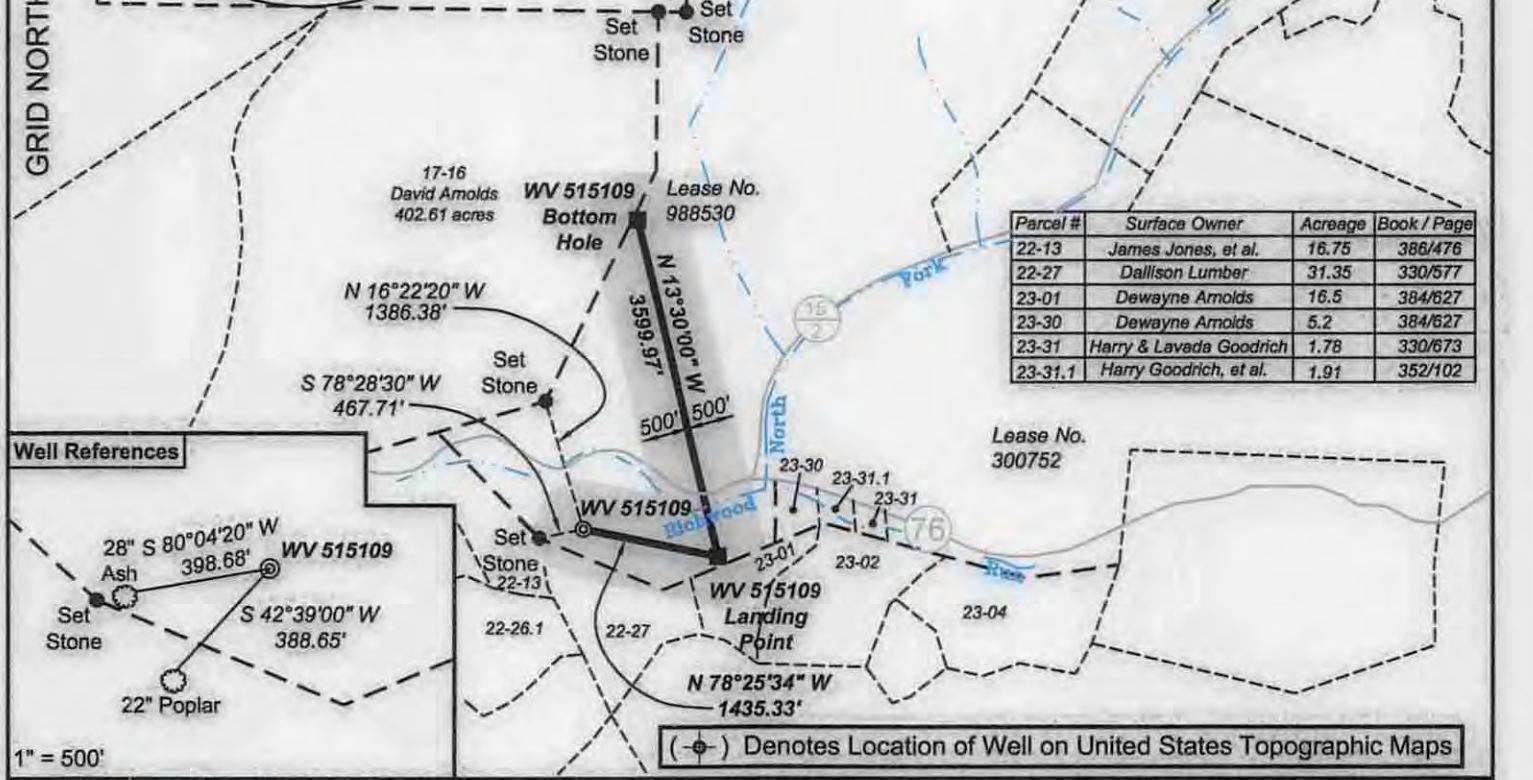 GRID NORTH
Set
Stone
Set
Stone
17-16
David Arnolds
402.61 acres
WV 515109
Bottom
Hole
Lease No.
988530
N 13°30'00" W
3599.97'
N 16°22'20" W
1386.38'
Set
Stone
S 78°28'30" W
467.71'
500' 500'
15
2
Fork
North
Parcel # Surface Owner Acreage Book / Page
22-13 James Jones, et al. 16.75 386/476
22-27 Dallison Lumber 31.35 330/577
23-01 Dewayne Arnolds 16.5 384/627
23-30 Dewayne Arnolds 5.2 384/627
23-31 Harry & Lavada Goodrich 1.78 330/673
23-31.1 Harry Goodrich, et al. 1.91 352/102
Lease No.
300752
23-30
23-31.1
23-31
76
WV 515109
Richwood
Run
Set
Stone
22-13
22-26.1
22-27
23-01
23-02
23-04
WV 515109
Landing
Point
N 78°25'34" W
1435.33'
Well References
28"
Ash
S 80°04'20" W
398.68'
WV 515109
Set
Stone
S 42°39'00" W
388.65'
22" Poplar
1" = 500'
( ) Denotes Location of Well on United States Topographic Maps